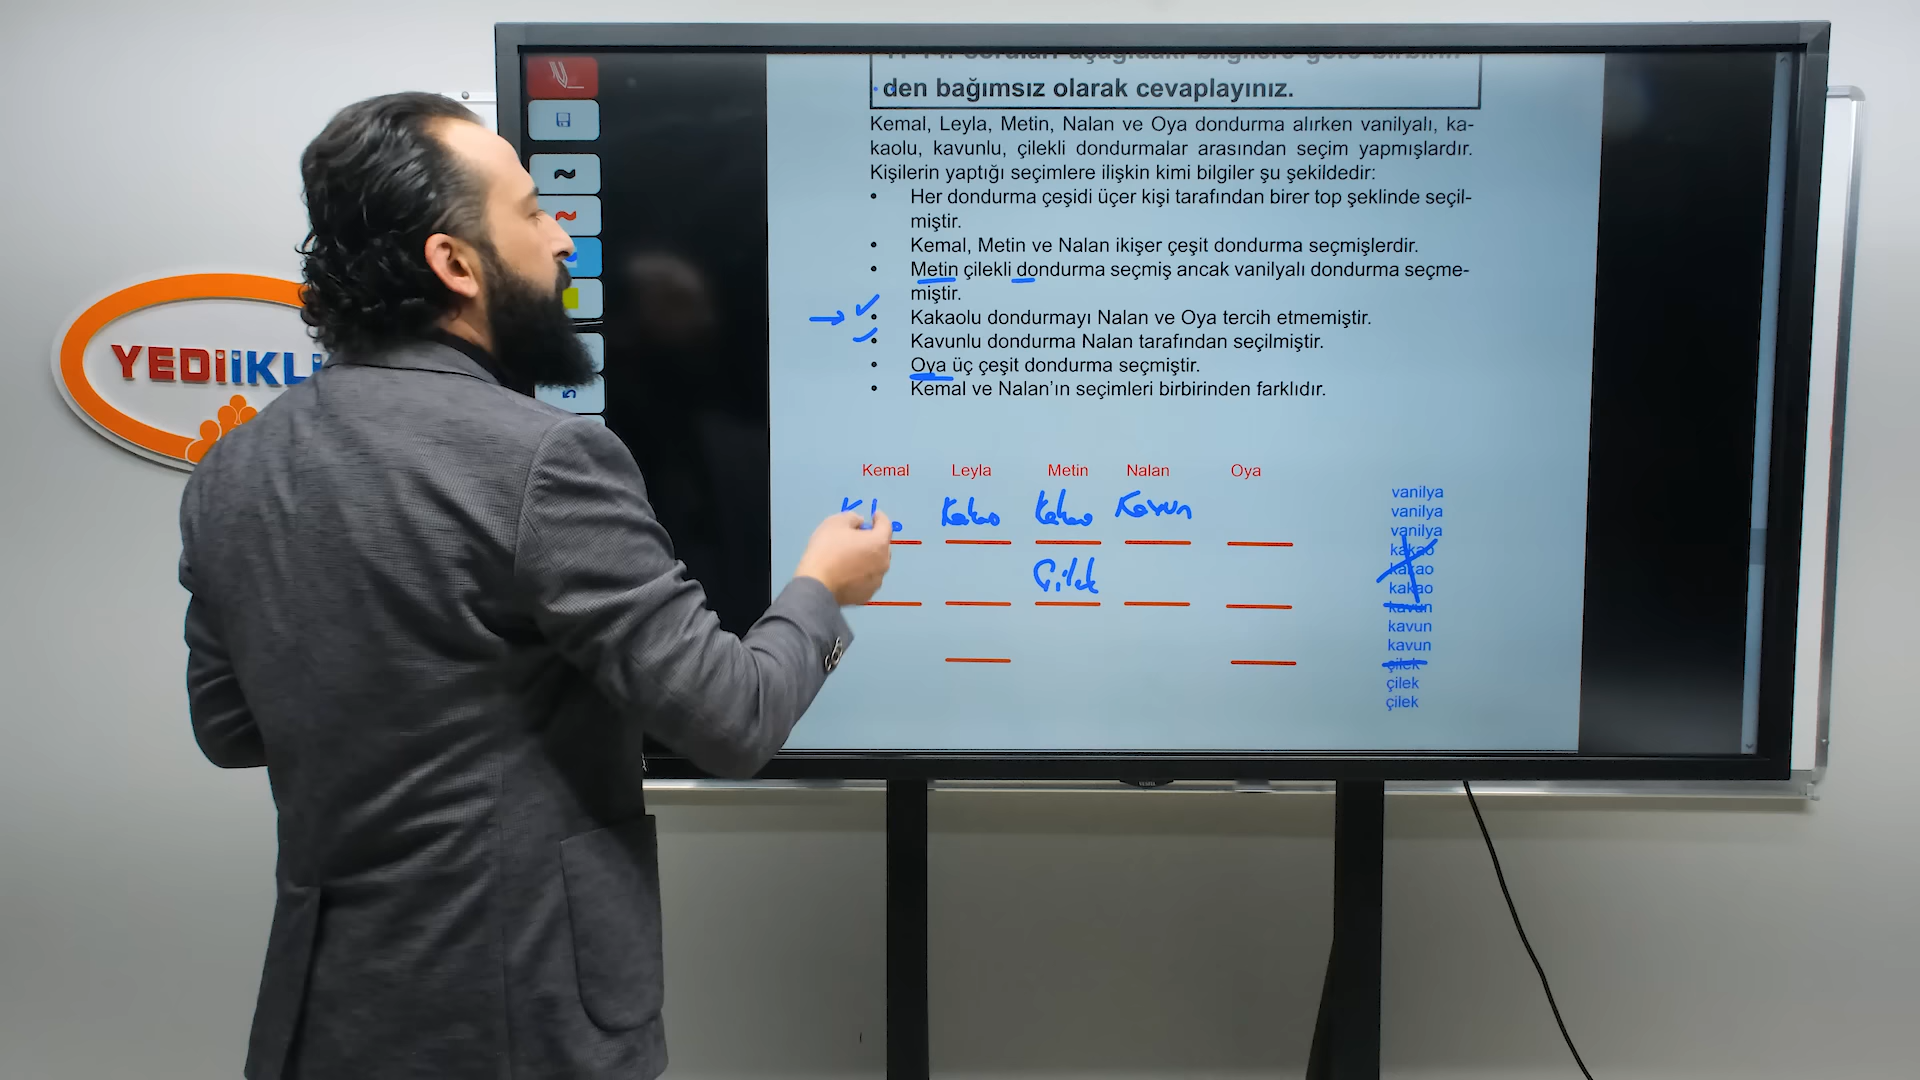 den bağımsız olarak cevaplayınız.
Kemal, Leyla, Metin, Nalan ve Oya dondurma alırken vanilyalı, ka-
kaolu, kavunlu, çilekli dondurmalar arasından seçim yapmışlardır.
Kişilerin yaptığı seçimlere ilişkin kimi bilgiler şu şekildedir:
• Her dondurma çeşidi üçer kişi tarafından birer top şeklinde seçil-
miştir.
• Kemal, Metin ve Nalan ikişer çeşit dondurma seçmişlerdir.
• Metin çilekli dondurma seçmiş ancak vanilyalı dondurma seçme-
miştir.
• Kakaolu dondurmayı Nalan ve Oya tercih etmemiştir.
• Kavunlu dondurma Nalan tarafından seçilmiştir.
• Oya üç çeşit dondurma seçmiştir.
• Kemal ve Nalan'ın seçimleri birbirinden farklıdır.
YEDiiKLi
Kemal Leyla Metin Nalan Oya
Kakao Kakao Kavun
Çilek
vanilya
vanilya
vanilya
kakao
kakao
kakao
kavun
kavun
kavun
çilek
çilek
çilek